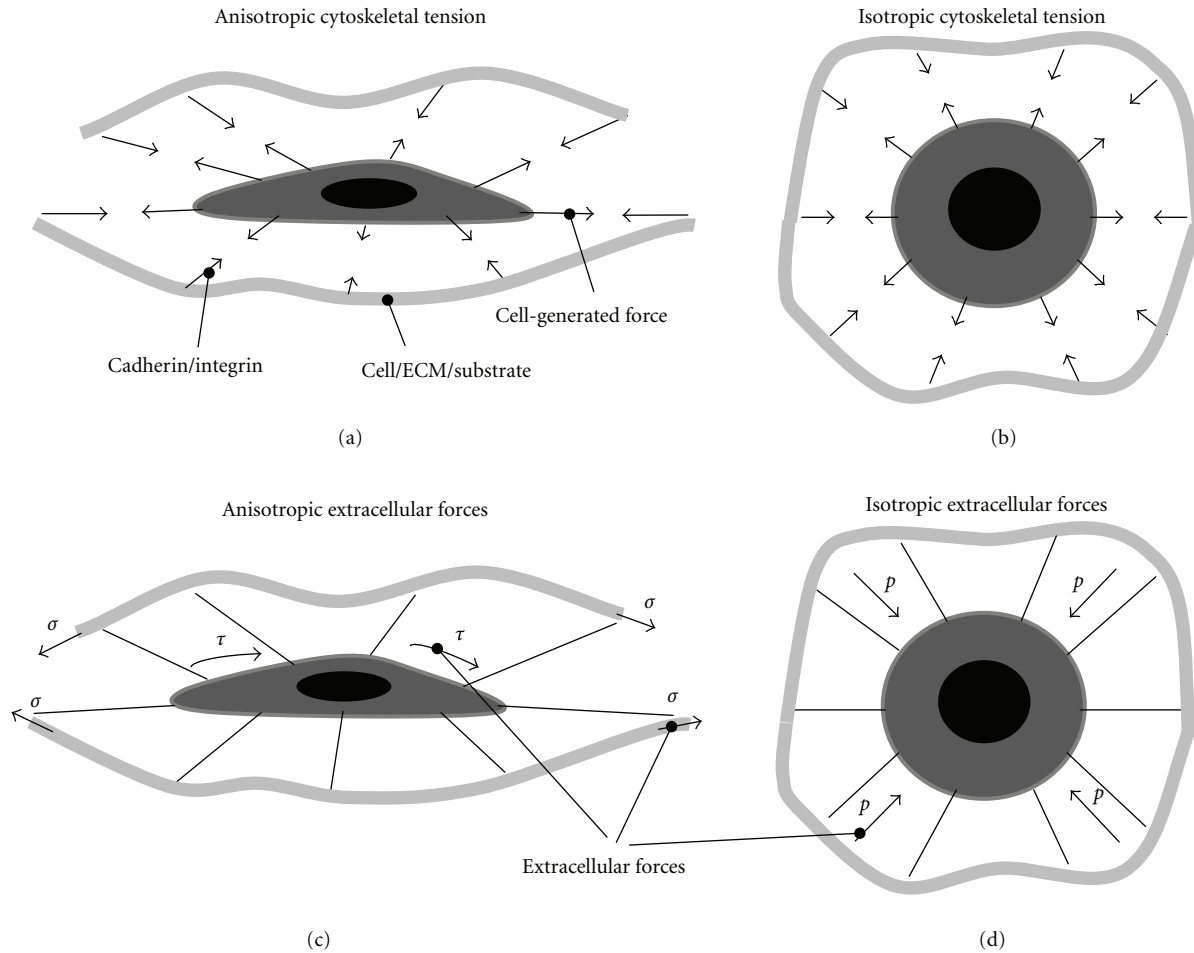 Anisotropic cytoskeletal tension
Isotropic cytoskeletal tension
Cell-generated force
Cadherin/integrin
Cell/ECM/substrate
(a)
(b)
Anisotropic extracellular forces
Isotropic extracellular forces
σ
τ
τ
σ
σ
σ
p
p
p
p
Extracellular forces
(c)
(d)